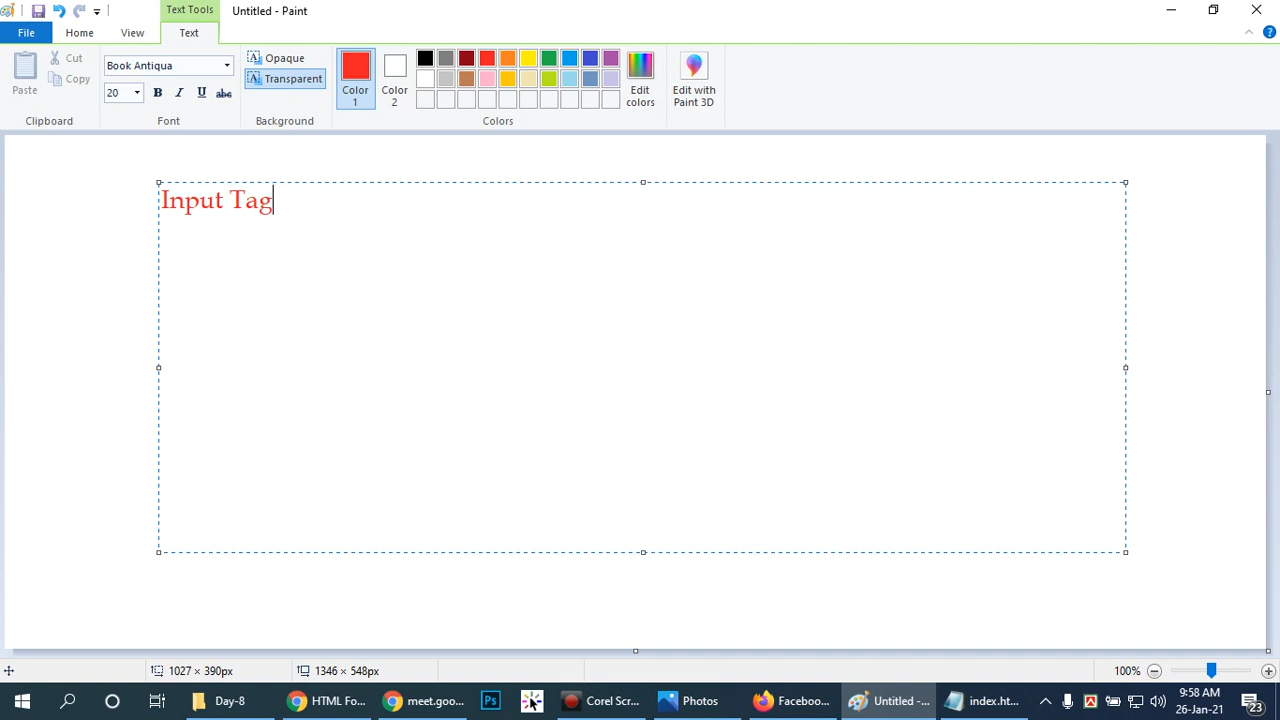 Text Tools
Untitled - Paint
File
Home
View
Text
Paste
Cut
Copy
Clipboard
Book Antiqua
20
B I U abc
Font
Opaque
Transparent
Background
Color 1
Color 2
Edit colors
Colors
Edit with Paint 3D
Input Tag
1027 × 390px
1346 × 548px
100%
Day-8
HTML Fo...
meet.goo...
Ps
Corel Scr...
Photos
Faceboo...
Untitled -...
index.ht...
9:58 AM
26-Jan-21
23